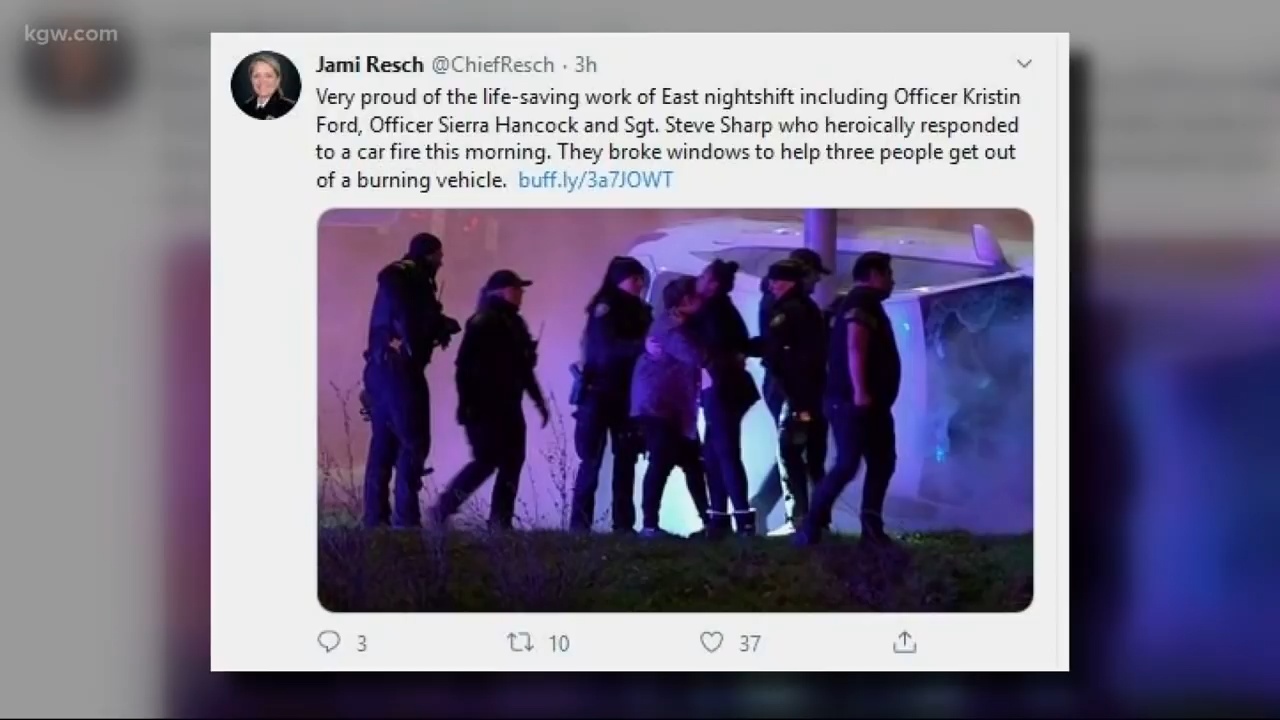 kgw.com
Jami Resch @ChiefResch · 3h
Very proud of the life-saving work of East nightshift including Officer Kristin
Ford, Officer Sierra Hancock and Sgt. Steve Sharp who heroically responded
to a car fire this morning. They broke windows to help three people get out
of a burning vehicle. buff.ly/3a7JOWT
3 10 37